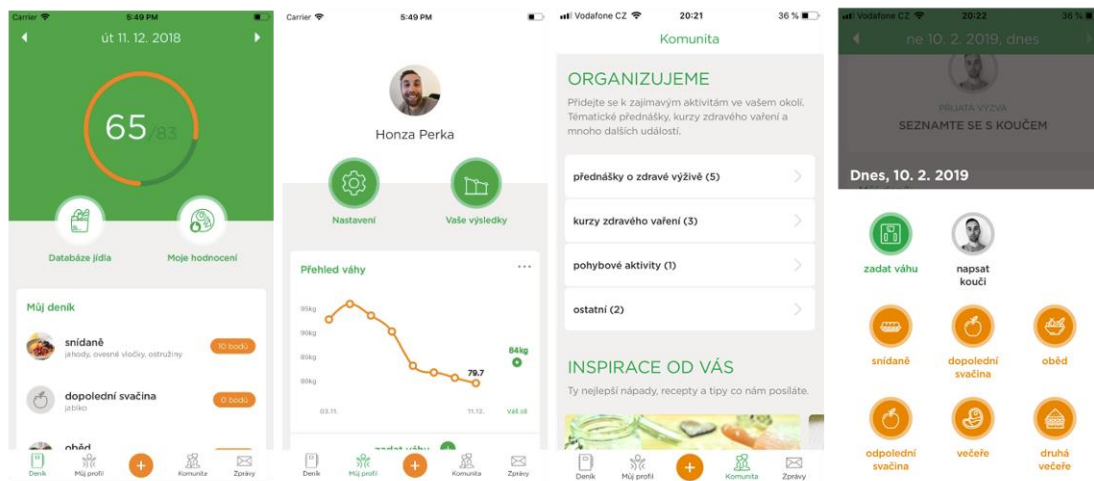 Carrier 5:49 PM
út 11. 12. 2018
65/83
Databáze jídla
Moje hodnocení
Můj deník
snídaně
jahody, ovesné vločky, ostružiny
10 bodů
dopolední svačina
jablko
0 bodů
oběd
Deník Můj profil + Komunita Zprávy
Carrier 5:49 PM
Honza Perka
Nastavení
Vaše výsledky
Přehled váhy
95kg
90kg
85kg
80kg
84kg
79.7
03.11. 11.12. Váš cíl
zadat váhu
Deník Můj profil + Komunita Zprávy
Vodafone CZ 20:21 36 %
Komunita
ORGANIZUJEME
Přidejte se k zajímavým aktivitám ve vašem okolí.
Tématické přednášky, kurzy zdravého vaření a
mnoho dalších událostí.
přednášky o zdravé výživě (5)
kurzy zdravého vaření (3)
pohybové aktivity (1)
ostatní (2)
INSPIRACE OD VÁS
Ty nejlepší nápady, recepty a tipy co nám posíláte.
Deník Můj profil + Komunita Zprávy
Vodafone CZ 20:22 36 %
ne 10. 2. 2019, dnes
PŘIJATÁ VÝZVA
SEZNAMTE SE S KOUČEM
Dnes, 10. 2. 2019
zadat váhu
napsat
kouči
snídaně
dopolední
svačina
oběd
odpolední
svačina
večeře
druhá
večeře